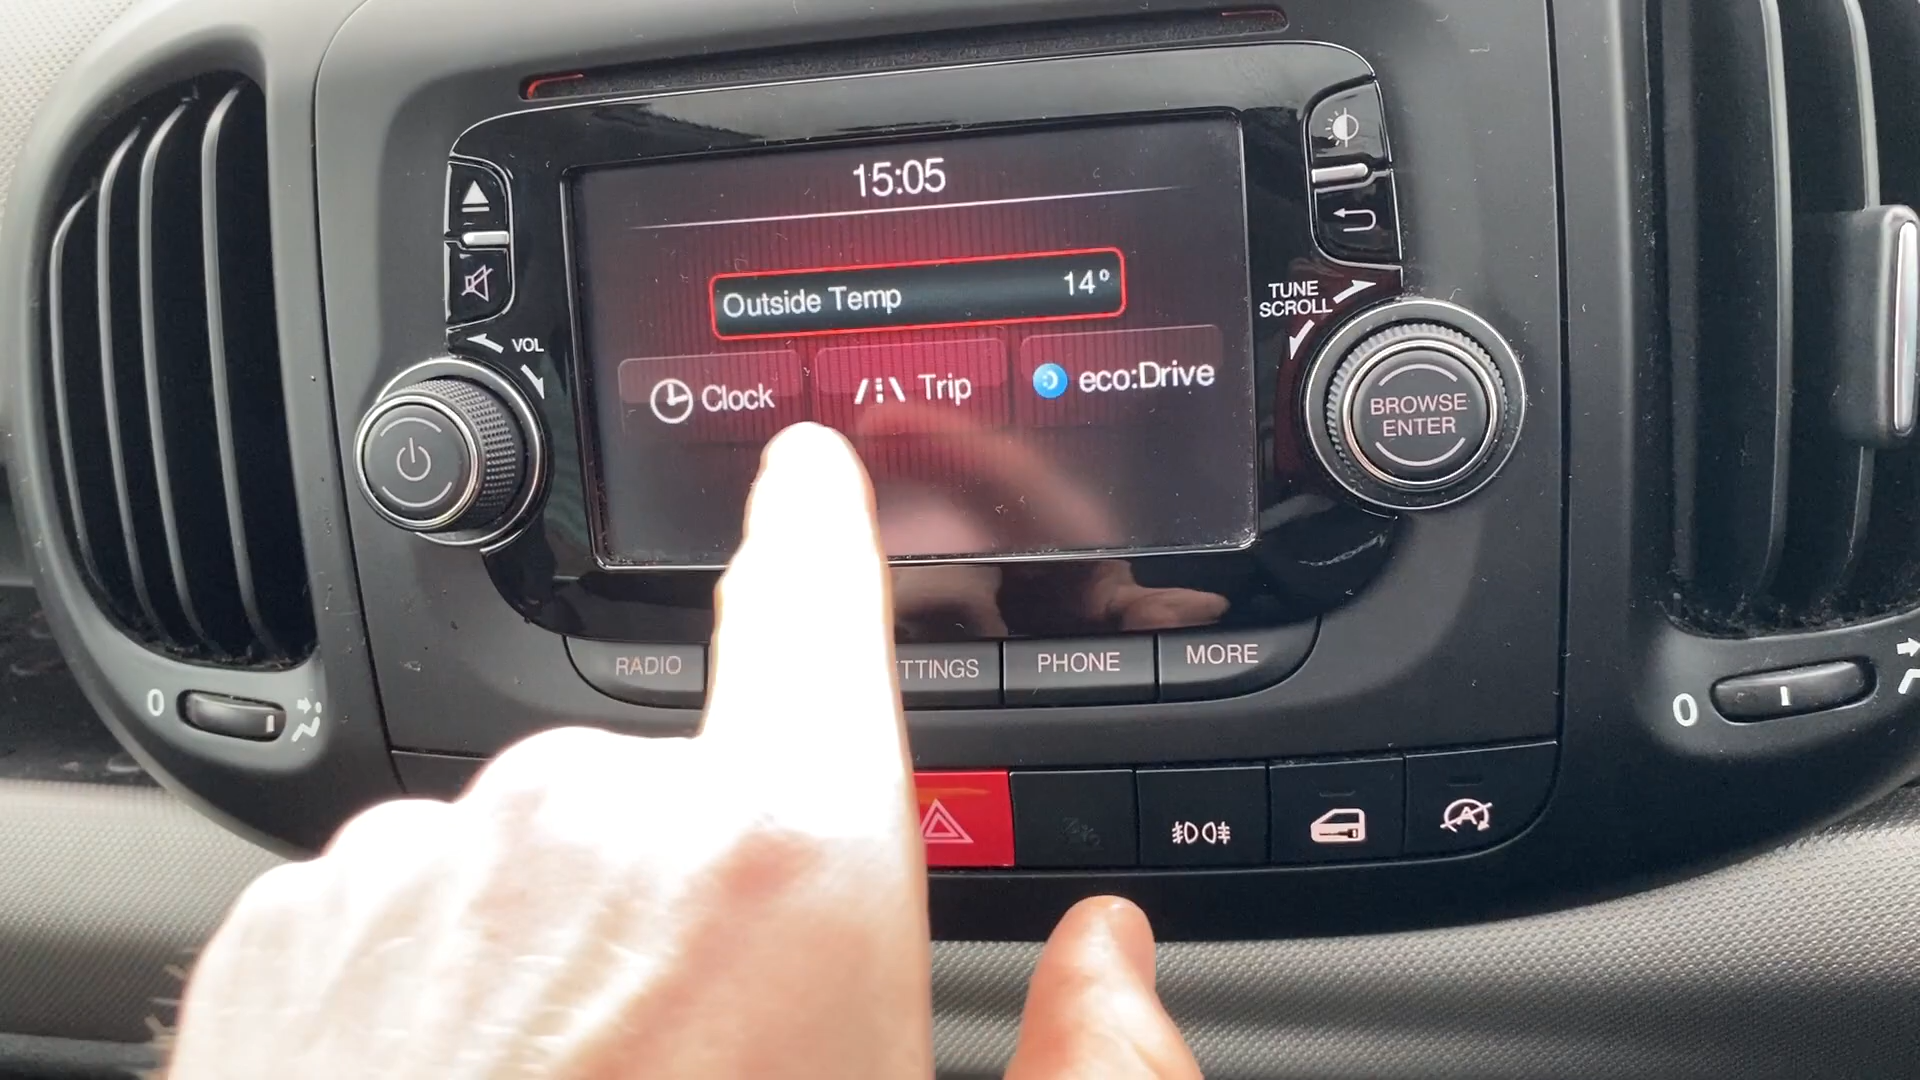 15:05
Outside Temp 14°
Clock Trip eco:Drive
VOL
TUNE
SCROLL
BROWSE
ENTER
RADIO TTINGS PHONE MORE
0
0